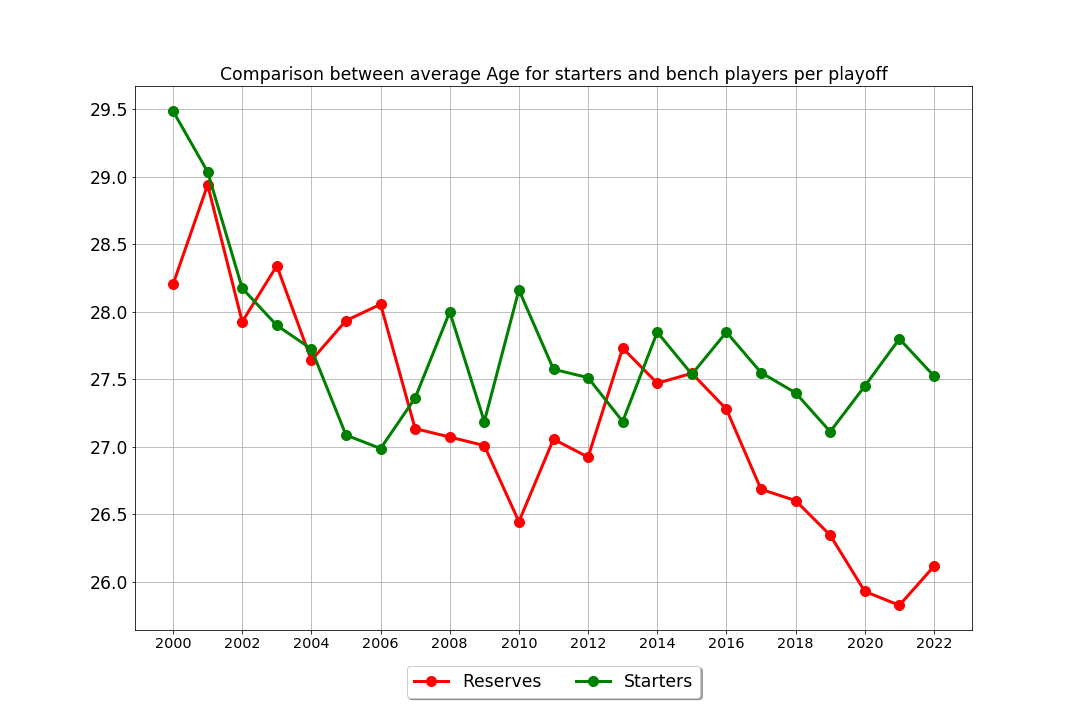 Comparison between average Age for starters and bench players per playoff
29.5
29.0
28.5
28.0
27.5
27.0
26.5
26.0
2000 2002 2004 2006 2008 2010 2012 2014 2016 2018 2020 2022
Reserves Starters